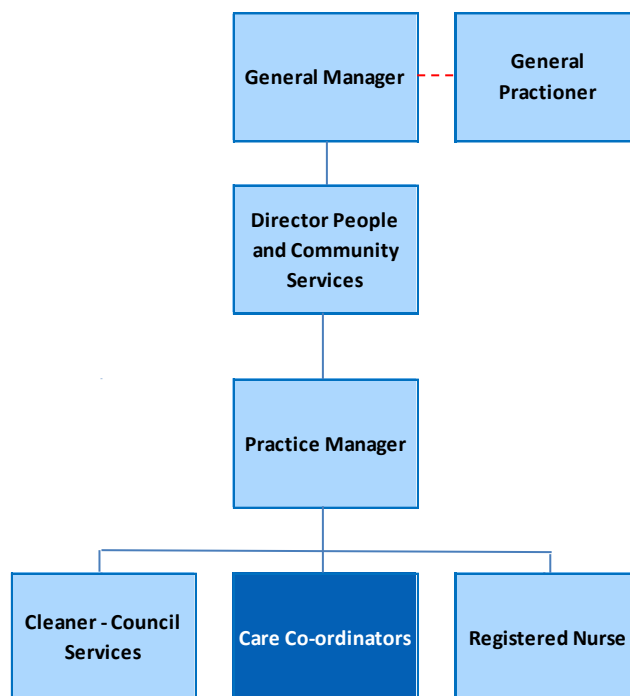 General Manager
General
Practioner
Director People
and Community
Services
Practice Manager
Cleaner - Council
Services
Care Co-ordinators
Registered Nurse